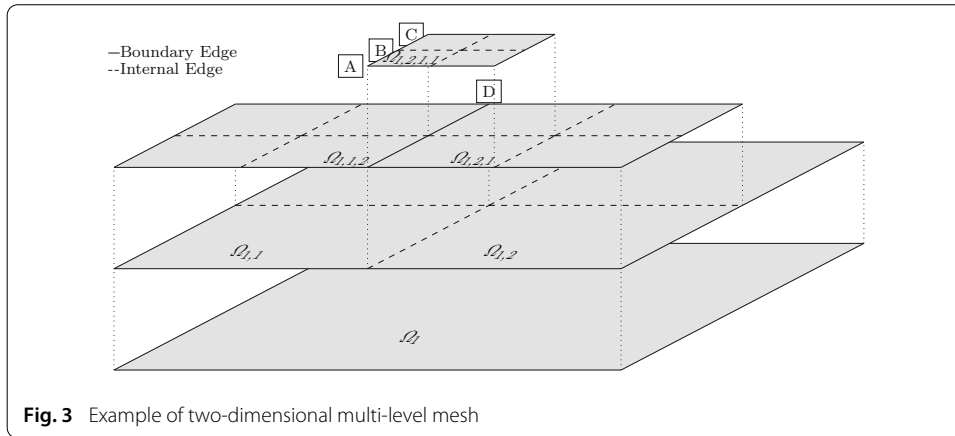 C
—Boundary Edge
B
--Internal Edge
Ω1,2,1,1
A
D
Ω1,1,2
Ω1,2,1
Ω1,1
Ω1,2
Ω1
Fig. 3 Example of two-dimensional multi-level mesh